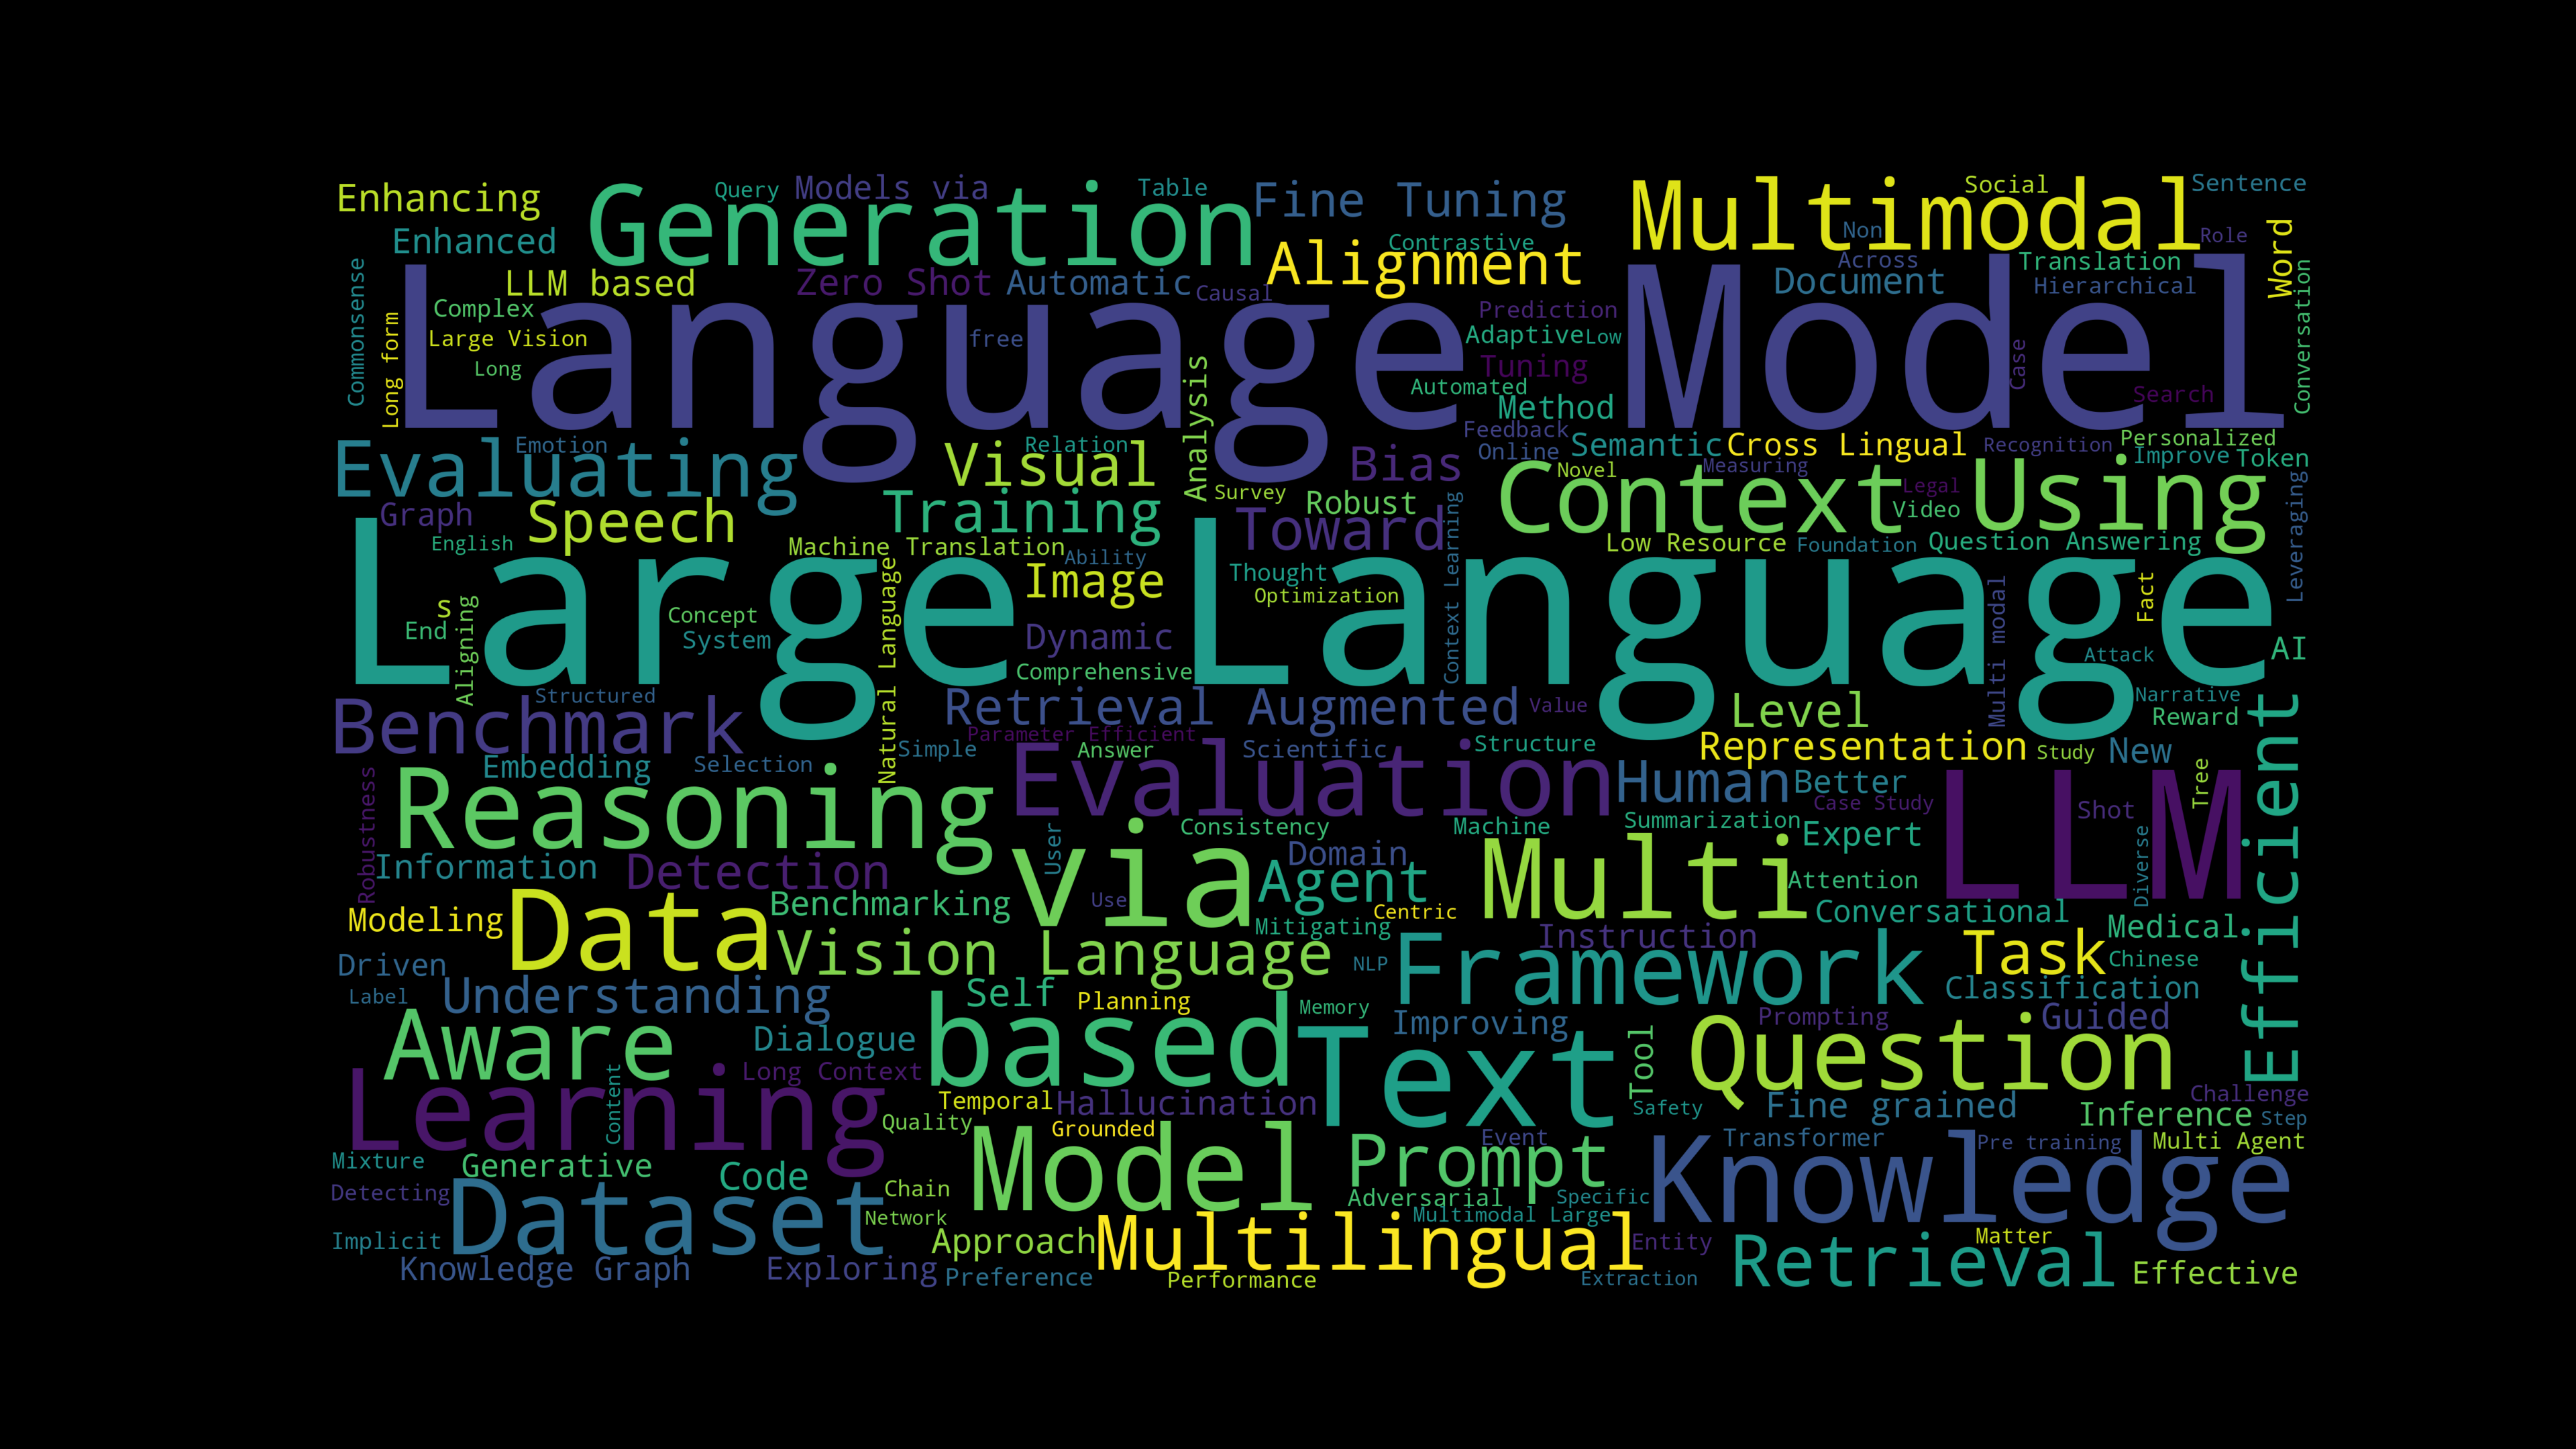 Enhancing
Generation
Query
Models via
Table
Fine Tuning
Multimodal
Social
Sentence
Enhanced
Contrastive
Non
Role
Word
Alignment
LLM based
Zero Shot
Automatic
Causal
Across
Translation
Document
Hierarchical
Commonsense
Long form
Complex
Large Vision
Long
Language Model
free
Prediction
Adaptive
Low
Tuning
Automated
Method
Case
Search
Conversation
Analysis
Feedback
Online
Evaluating
Emotion
Visual
Relation
Bias
Semantic
Cross Lingual
Recognition
Personalized
Improve
Token
Novel
Measuring
Survey
Robust
Context
Legal
Video
Using
Graph
Speech
Training
Toward
Leveraging
English
Machine Translation
Ability
Low Resource
Foundation
Question Answering
Context Learning
Large Language
Image
Thought
Optimization
Natural Language
Concept
System
s
End
Aligning
Dynamic
Comprehensive
Multi modal
Fact
Attack
AI
Structured
Benchmark
Retrieval Augmented
Value
Level
Narrative
Reward
Parameter Efficient
Simple
Answer
Scientific
Structure
Representation
Study
New
Efficient
Embedding
Selection
Evaluation
Human
Better
Tree
Reasoning
Robustness
Case Study
LLM
Shot
User
Consistency
Machine
Summarization
Expert
Diverse
Information
Detection
via
Domain
Agent
Multi
Attention
Modeling
Data
Benchmarking
Use
Mitigating
Centric
Conversational
Medical
Instruction
Driven
Vision Language
NLP
Framework
Task
Chinese
Label
Understanding
Self
Planning
Memory
Classification
Aware
Dialogue
based
Text
Improving
Tool
Prompting
Guided
Question
Learning
Content
Long Context
Temporal
Hallucination
Safety
Fine grained
Challenge
Inference
Step
Quality
Grounded
Event
Transformer
Pre training
Multi Agent
Mixture
Generative
Code
Model
Prompt
Knowledge
Detecting
Dataset
Chain
Adversarial
Specific
Network
Multimodal Large
Implicit
Approach
Multilingual
Entity
Retrieval
Matter
Knowledge Graph
Exploring
Preference
Performance
Extraction
Effective